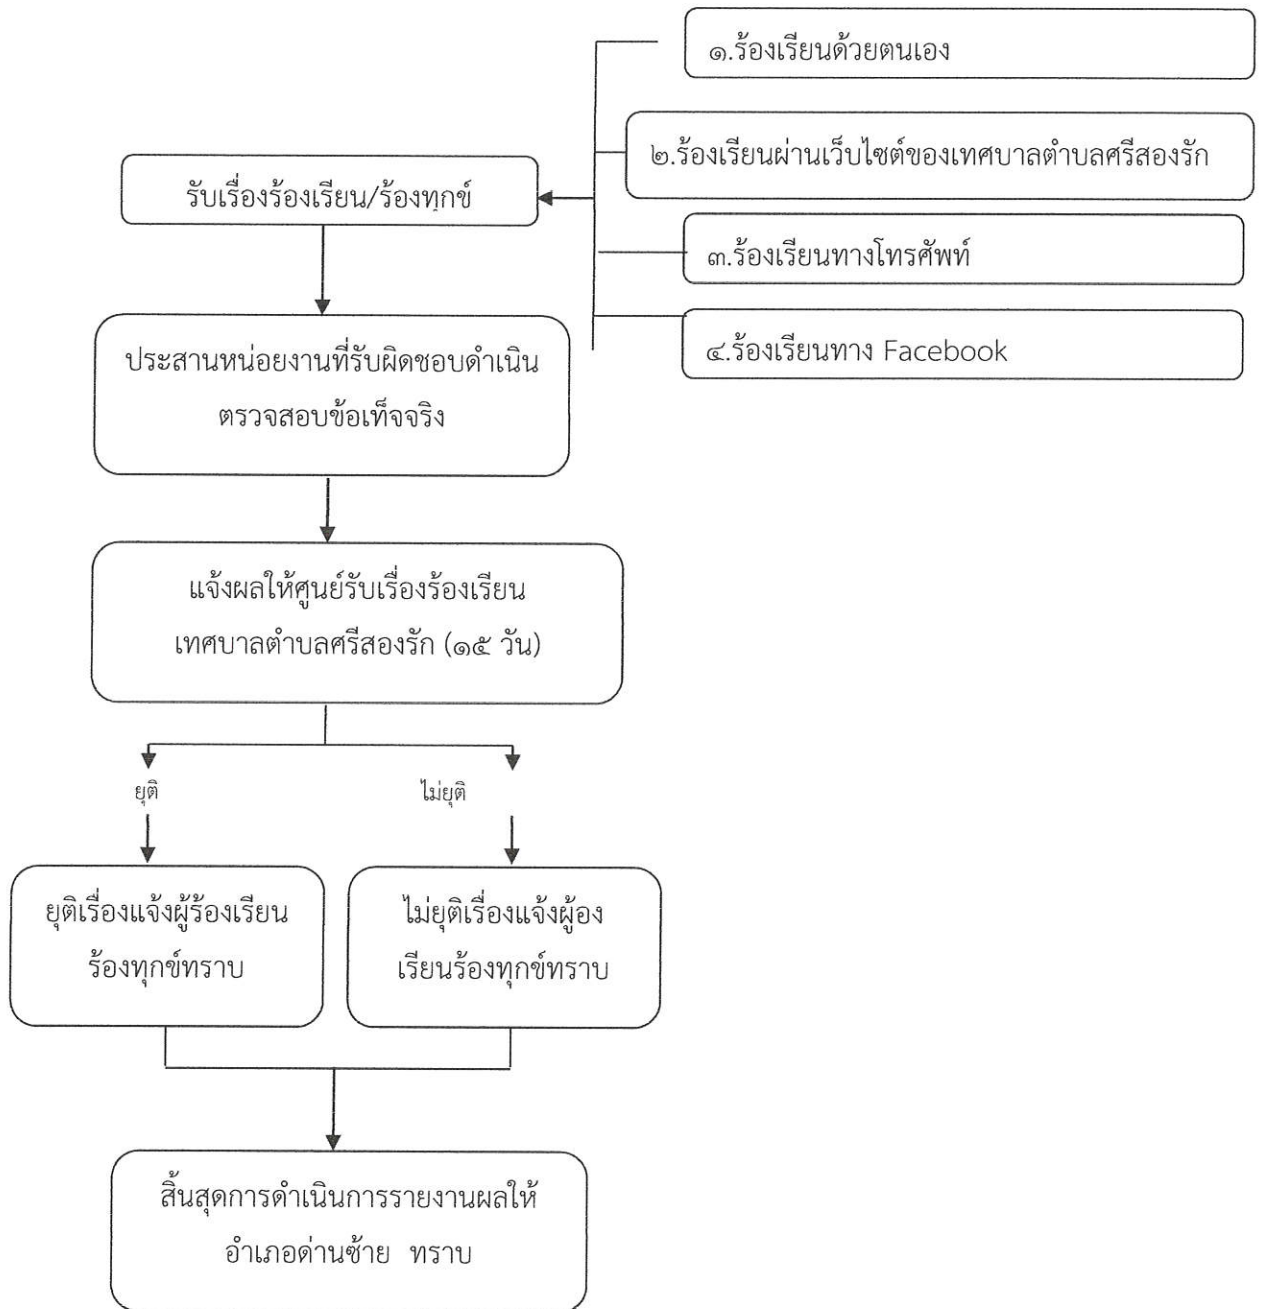 ๑.ร้องเรียนด้วยตนเอง
๒.ร้องเรียนผ่านเว็บไซต์ของเทศบาลตำบลศรีสองรัก
รับเรื่องร้องเรียน/ร้องทุกข์
๓.ร้องเรียนทางโทรศัพท์
๔.ร้องเรียนทาง Facebook
ประสานหน่อยงานที่รับผิดชอบดำเนิน
ตรวจสอบข้อเท็จจริง
แจ้งผลให้ศูนย์รับเรื่องร้องเรียน
เทศบาลตำบลศรีสองรัก (๑๕ วัน)
ยุติ
ไม่ยุติ
ยุติเรื่องแจ้งผู้ร้องเรียน
ร้องทุกข์ทราบ
ไม่ยุติเรื่องแจ้งผู้อง
เรียนร้องทุกข์ทราบ
สิ้นสุดการดำเนินการรายงานผลให้
อำเภอด่านซ้าย ทราบ